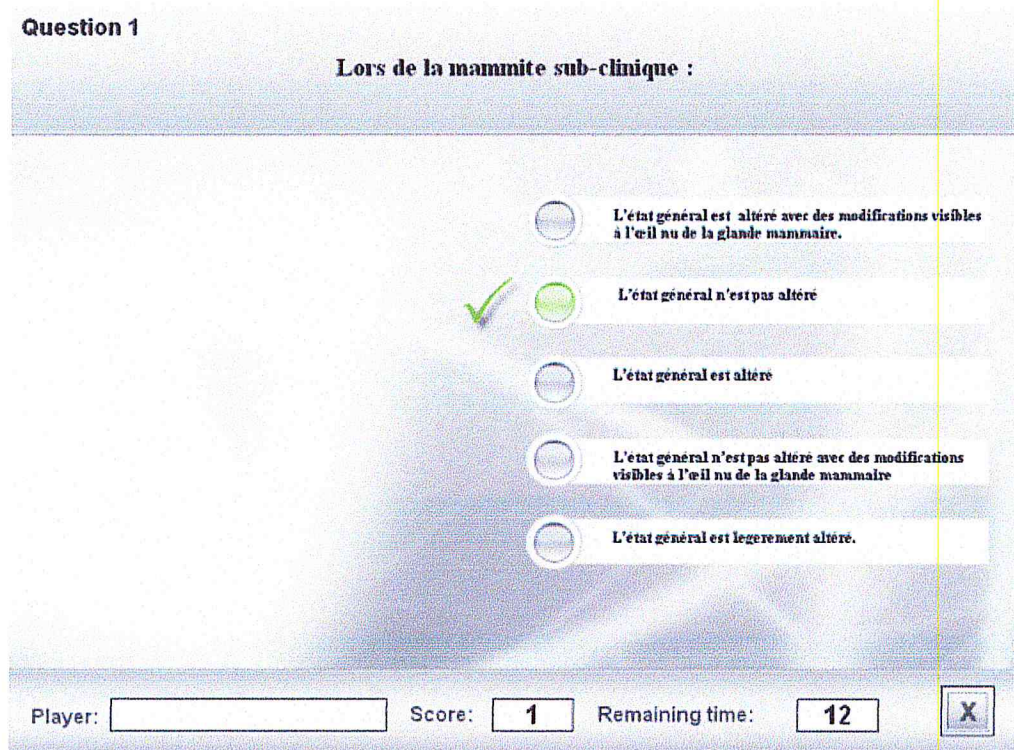 Question 1
Lors de la mammite sub-clinique :
L'état général est altéré avec des modifications visibles
à l'œil nu de la glande mammaire.
L'état général n'est pas altéré
L'état général est altéré
L'état général n'est pas altéré avec des modifications
visibles à l'œil nu de la glande mammaire
L'état général est legerement altéré.
Player: Score: 1 Remaining time: 12 X